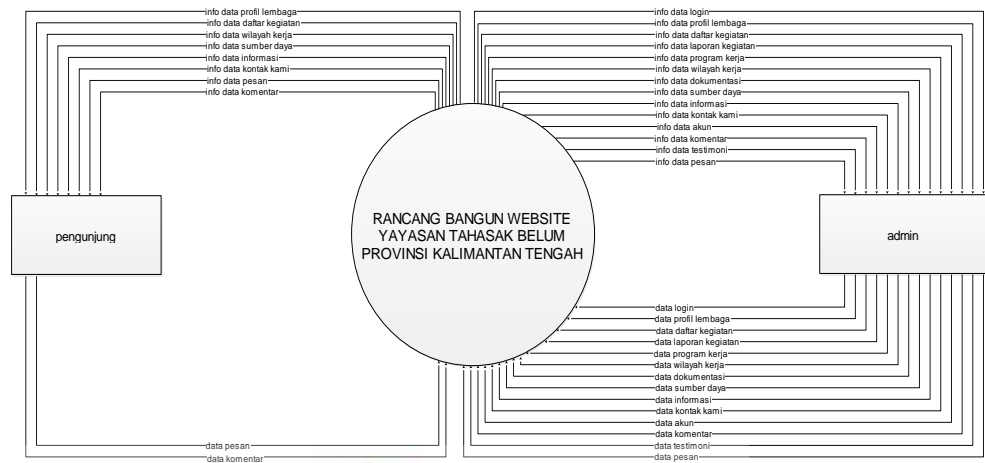 info data profil lembaga
info data daftar kegiatan
info data wilayah kerja
info data sumber daya
info data informasi
info data kontak kami
info data pesan
info data komentar
info data login
info data profil lembaga
info data daftar kegiatan
info data laporan kegiatan
info data program kerja
info data wilayah kerja
info data dokumentasi
info data sumber daya
info data informasi
info data kontak kami
info data akun
info data komentar
info data testimoni
info data pesan
pengunjung
RANCANG BANGUN WEBSITE
YAYASAN TAHASAK BELUM
PROVINSI KALIMANTAN TENGAH
admin
data login
data profil lembaga
data daftar kegiatan
data laporan kegiatan
data program kerja
data wilayah kerja
data dokumentasi
data sumber daya
data informasi
data kontak kami
data akun
data komentar
data testimoni
data pesan
data pesan
data komentar